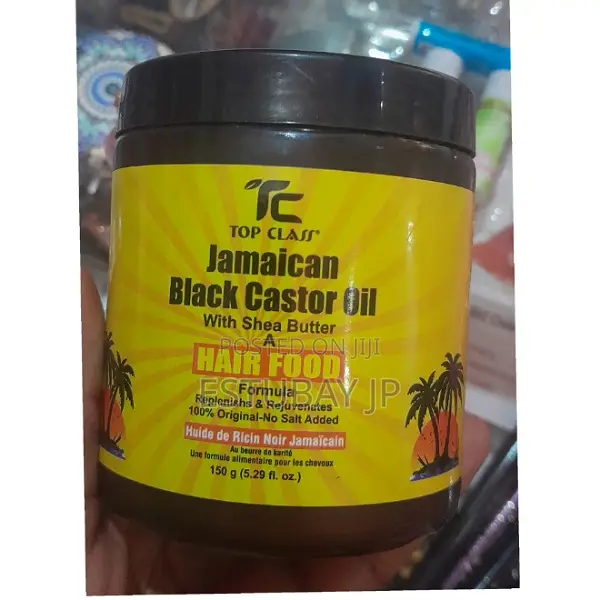 TC
TOP CLASS®
Jamaican
Black Castor Oil
With Shea Butter
A
HAIR FOOD
Formula
Replenishs & Rejuvenates
100% Original-No Salt Added
Huide de Ricin Noir Jamaïcain
Au beurre de karité
Une formule alimentaire pour les cheveux
150 g (5.29 fl. oz.)
POSTED ON JIJI
ESTHBAY JP